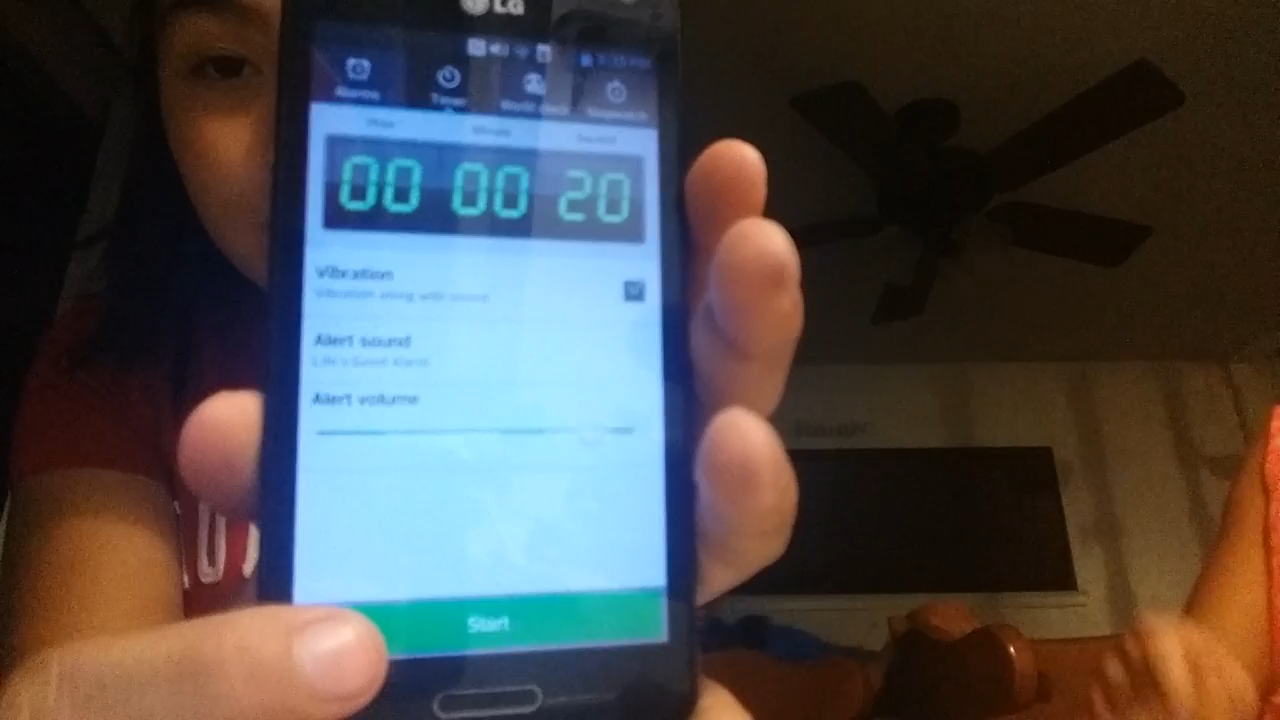 LG
Alarms
Timer
World clock
Stopwatch
Hour
Minute
Second
00 00 20
Vibration
Vibration along with sound
Alert sound
Life's Good Alarm
Alert volume
Start